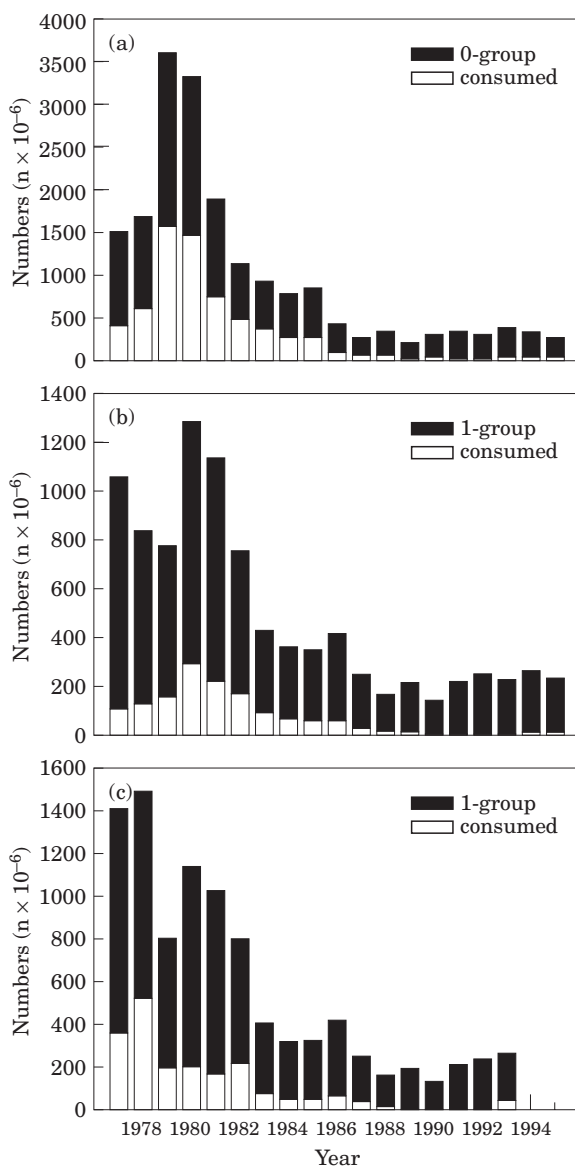 (a)
0-group
consumed
Numbers (n × 10⁻⁶)
4000
3500
3000
2500
2000
1500
1000
500
0
(b)
1-group
consumed
Numbers (n × 10⁻⁶)
1400
1200
1000
800
600
400
200
0
(c)
1-group
consumed
Numbers (n × 10⁻⁶)
1600
1400
1200
1000
800
600
400
200
0
1978 1980 1982 1984 1986 1988 1990 1992 1994
Year